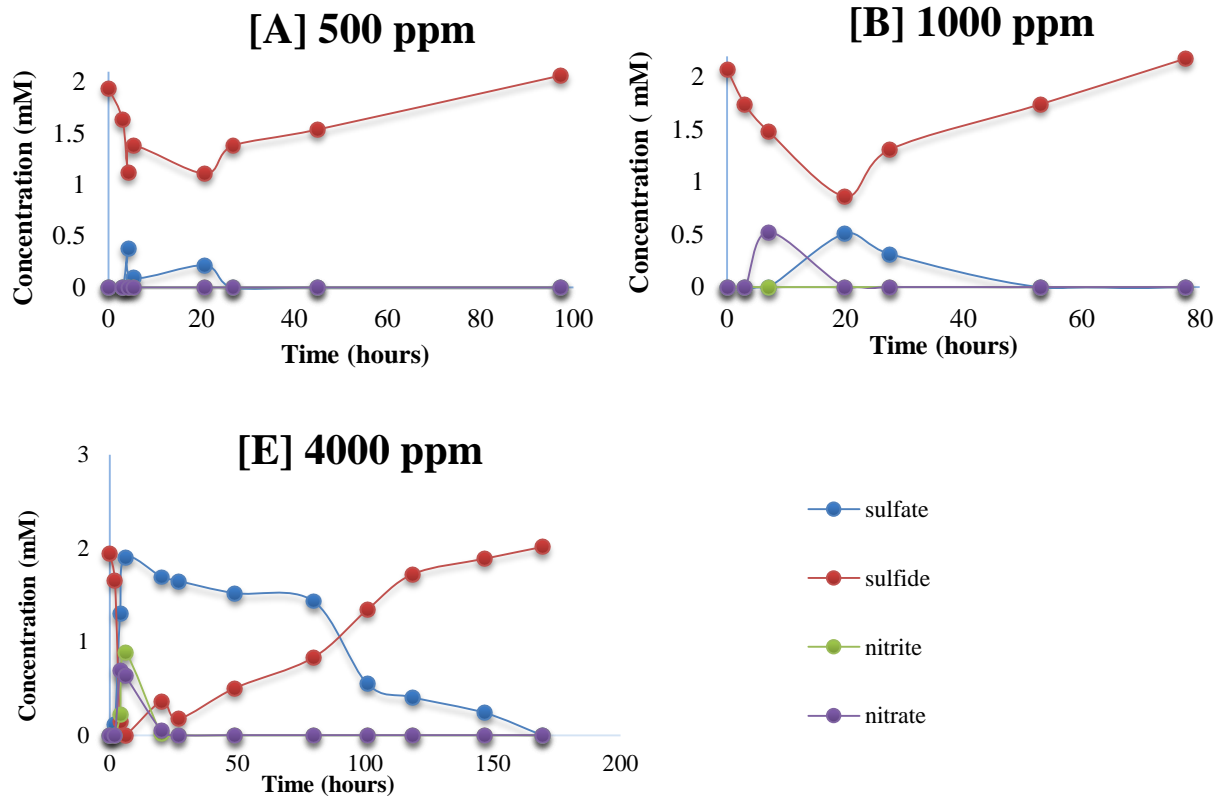 [A] 500 ppm
Concentration (mM)
2
1.5
1
0.5
0
0 20 40 60 80 100
Time (hours)
[B] 1000 ppm
Concentration ( mM)
2
1.5
1
0.5
0
0 20 40 60 80
Time (hours)
[E] 4000 ppm
Concentration (mM)
3
2
1
0
0 50 100 150 200
Time (hours)
sulfate
sulfide
nitrite
nitrate